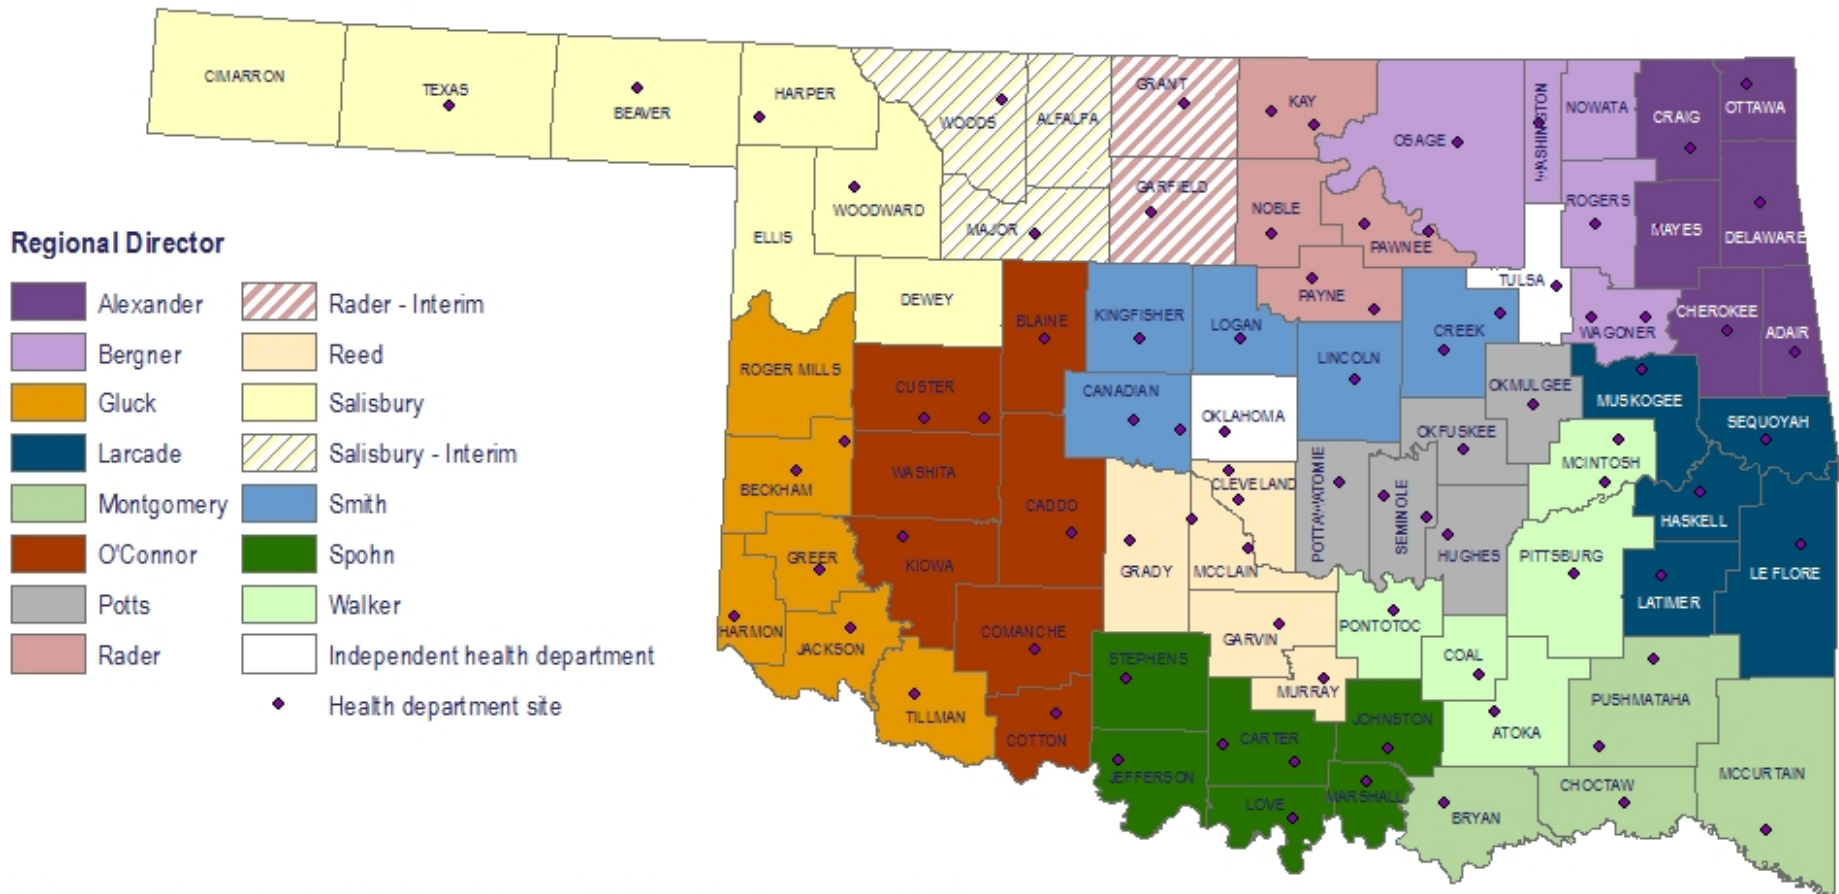 CIMARRON
TEXAS
BEAVER
HARPER
WOODS
ALFALFA
GRANT
KAY
OSAGE
WASHINGTON
NOWATA
CRAIG
OTTAWA
ELLIS
WOODWARD
MAJOR
GARFIELD
NOBLE
PAWNEE
ROGERS
MAYES
DELAWARE
DEWEY
BLAINE
KINGFISHER
LOGAN
PAYNE
CREEK
TULSA
WAGONER
CHEROKEE
ADAIR
ROGER MILLS
CUSTER
CANADIAN
OKLAHOMA
LINCOLN
OKMULGEE
MUSKOGEE
SEQUOYAH
BECKHAM
WASHITA
CADDO
CLEVELAND
POTTAWATOMIE
SEMINOLE
OKFUSKEE
MCINTOSH
HASKELL
GREER
KIOWA
GRADY
MCCLAIN
HUGHES
PITTSBURG
LATIMER
LE FLORE
HARMON
JACKSON
COMANCHE
GARVIN
PONTOTOC
COAL
TILLMAN
COTTON
STEPHENS
MURRAY
JOHNSTON
ATOKA
PUSHMATAHA
JEFFERSON
CARTER
LOVE
MARSHALL
BRYAN
CHOCTAW
MCCURTAIN
Regional Director
Alexander
Bergner
Gluck
Larcade
Montgomery
O'Connor
Potts
Rader
Rader - Interim
Reed
Salisbury
Salisbury - Interim
Smith
Spohn
Walker
Independent health department
Health department site